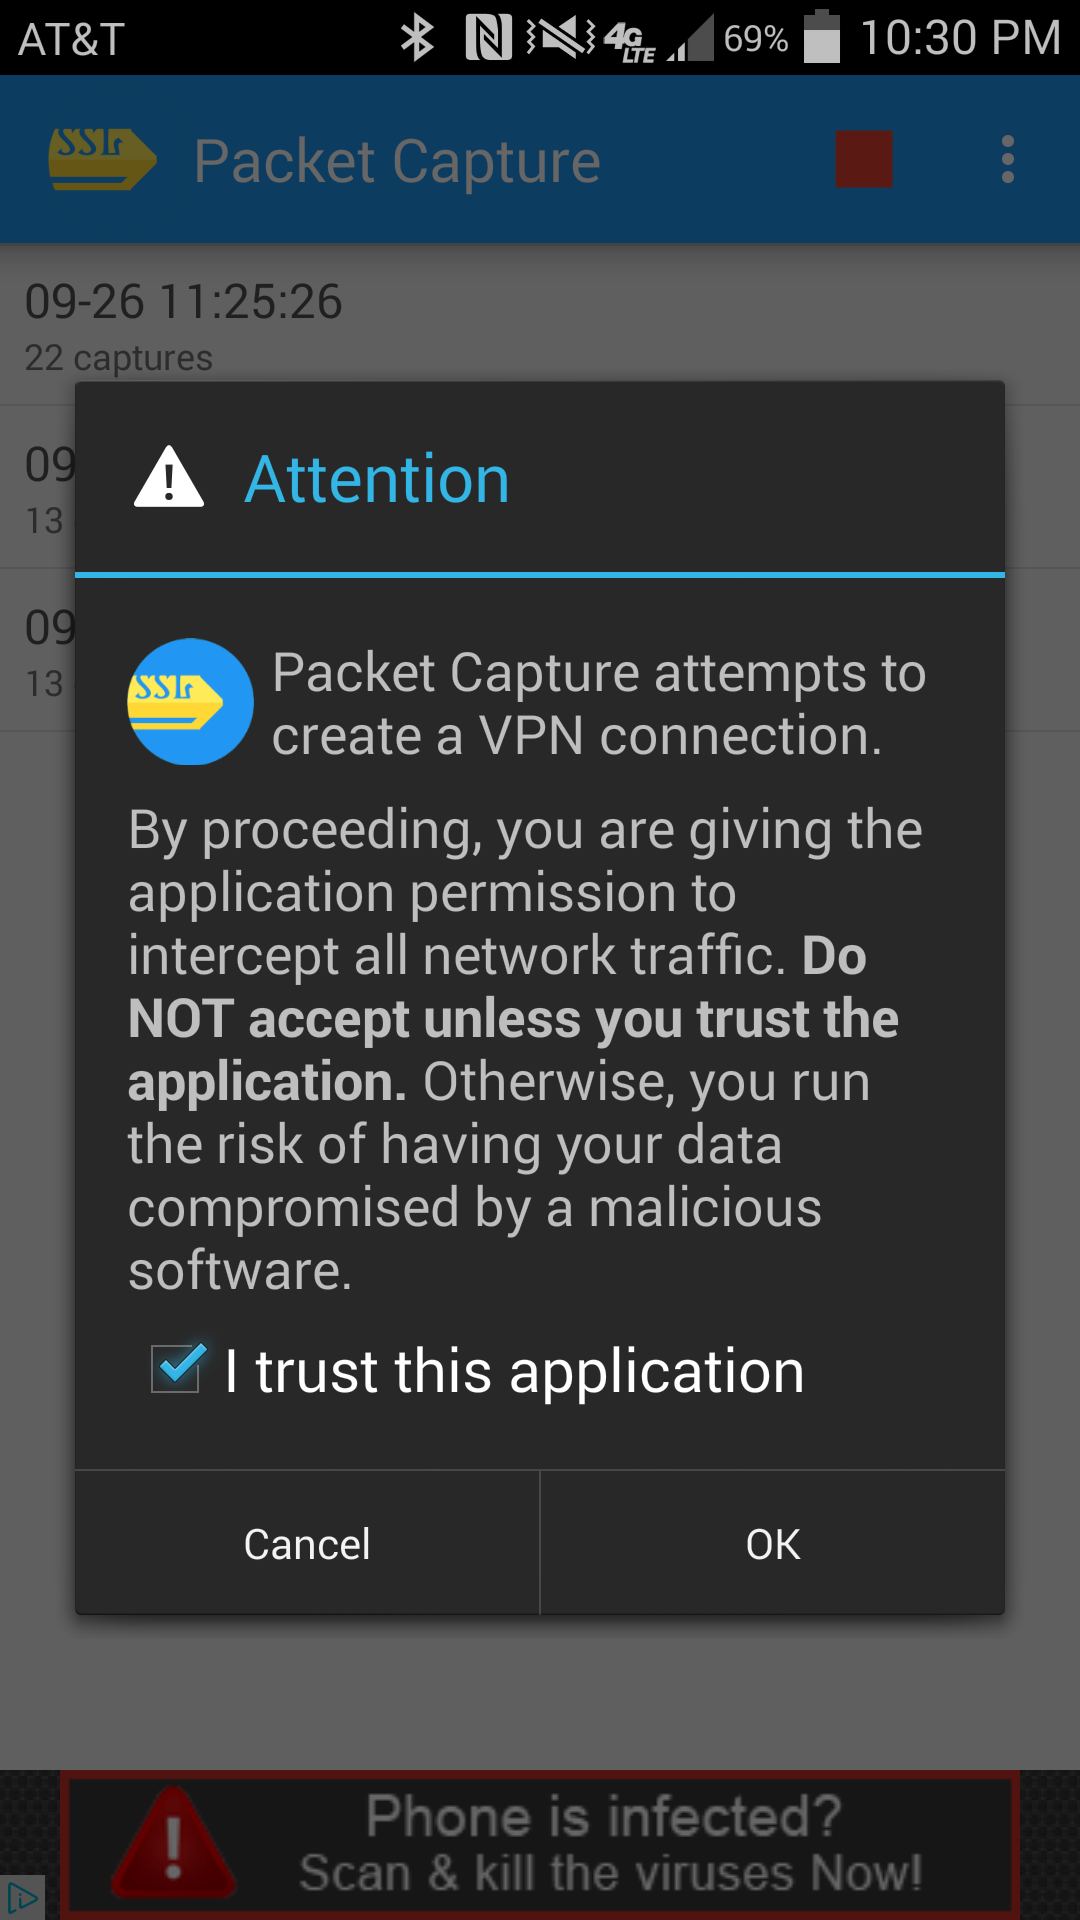 AT&T 4G LTE 69% 10:30 PM
SSL Packet Capture
09-26 11:25:26
22 captures
09
13
09
13
Attention
SSL
Packet Capture attempts to
create a VPN connection.
By proceeding, you are giving the
application permission to
intercept all network traffic. Do
NOT accept unless you trust the
application. Otherwise, you run
the risk of having your data
compromised by a malicious
software.
I trust this application
Cancel OK
Phone is infected?
Scan & kill the viruses Now!